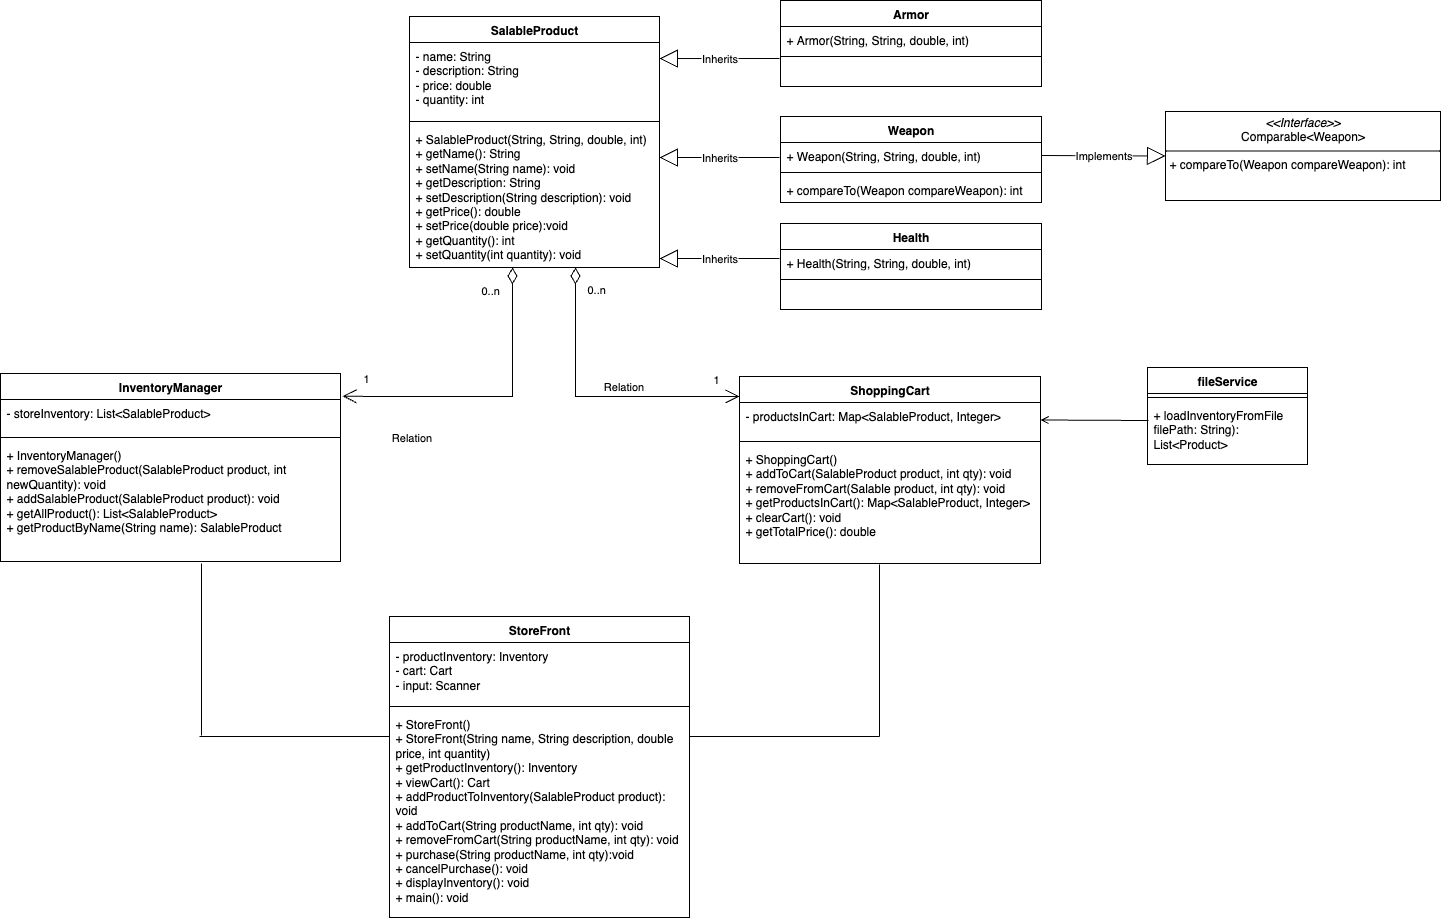 SalableProduct
- name: String
- description: String
- price: double
- quantity: int
+ SalableProduct(String, String, double, int)
+ getName(): String
+ setName(String name): void
+ getDescription: String
+ setDescription(String description): void
+ getPrice(): double
+ setPrice(double price):void
+ getQuantity(): int
+ setQuantity(int quantity): void
Armor
+ Armor(String, String, double, int)
Inherits
Weapon
+ Weapon(String, String, double, int)
+ compareTo(Weapon compareWeapon): int
Inherits
Implements
<<Interface>>
Comparable<Weapon>
+ compareTo(Weapon compareWeapon): int
Health
+ Health(String, String, double, int)
Inherits
0..n
0..n
1
Relation
Relation
1
InventoryManager
- storeInventory: List<SalableProduct>
+ InventoryManager()
+ removeSalableProduct(SalableProduct product, int
newQuantity): void
+ addSalableProduct(SalableProduct product): void
+ getAllProduct(): List<SalableProduct>
+ getProductByName(String name): SalableProduct
ShoppingCart
- productsInCart: Map<SalableProduct, Integer>
+ ShoppingCart()
+ addToCart(SalableProduct product, int qty): void
+ removeFromCart(Salable product, int qty): void
+ getProductsInCart(): Map<SalableProduct, Integer>
+ clearCart(): void
+ getTotalPrice(): double
fileService
+ loadInventoryFromFile
filePath: String):
List<Product>
StoreFront
- productInventory: Inventory
- cart: Cart
- input: Scanner
+ StoreFront()
+ StoreFront(String name, String description, double
price, int quantity)
+ getProductInventory(): Inventory
+ viewCart(): Cart
+ addProductToInventory(SalableProduct product):
void
+ addToCart(String productName, int qty): void
+ removeFromCart(String productName, int qty): void
+ purchase(String productName, int qty):void
+ cancelPurchase(): void
+ displayInventory(): void
+ main(): void